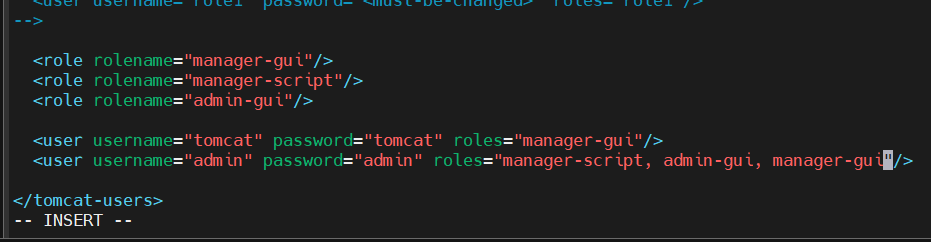 <user username="role1" password="<must-be-changed>" roles="role1"/>
-->
<role rolename="manager-gui"/>
<role rolename="manager-script"/>
<role rolename="admin-gui"/>
<user username="tomcat" password="tomcat" roles="manager-gui"/>
<user username="admin" password="admin" roles="manager-script, admin-gui, manager-gui"/>
</tomcat-users>
-- INSERT --